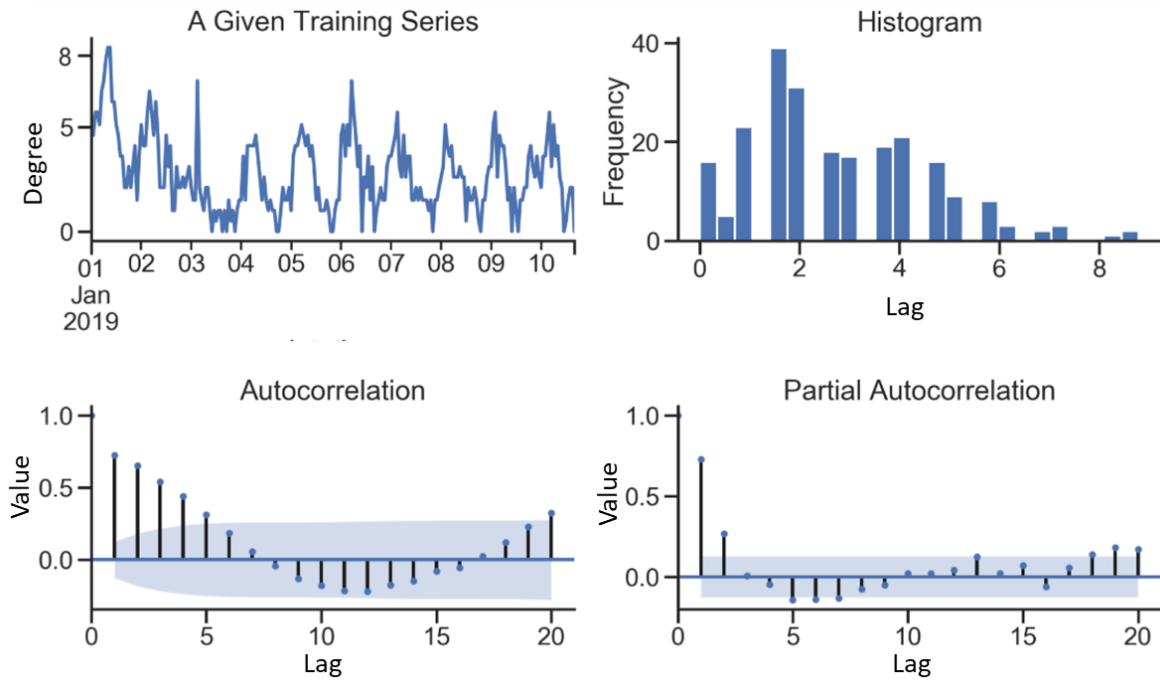 A Given Training Series
Degree
8
5
0
01 02 03 04 05 06 07 08 09 10
Jan
2019
Histogram
Frequency
40
20
0
0 2 4 6 8
Lag
Autocorrelation
Value
1.0
0.5
0.0
0 5 10 15 20
Lag
Partial Autocorrelation
Value
1.0
0.5
0.0
0 5 10 15 20
Lag